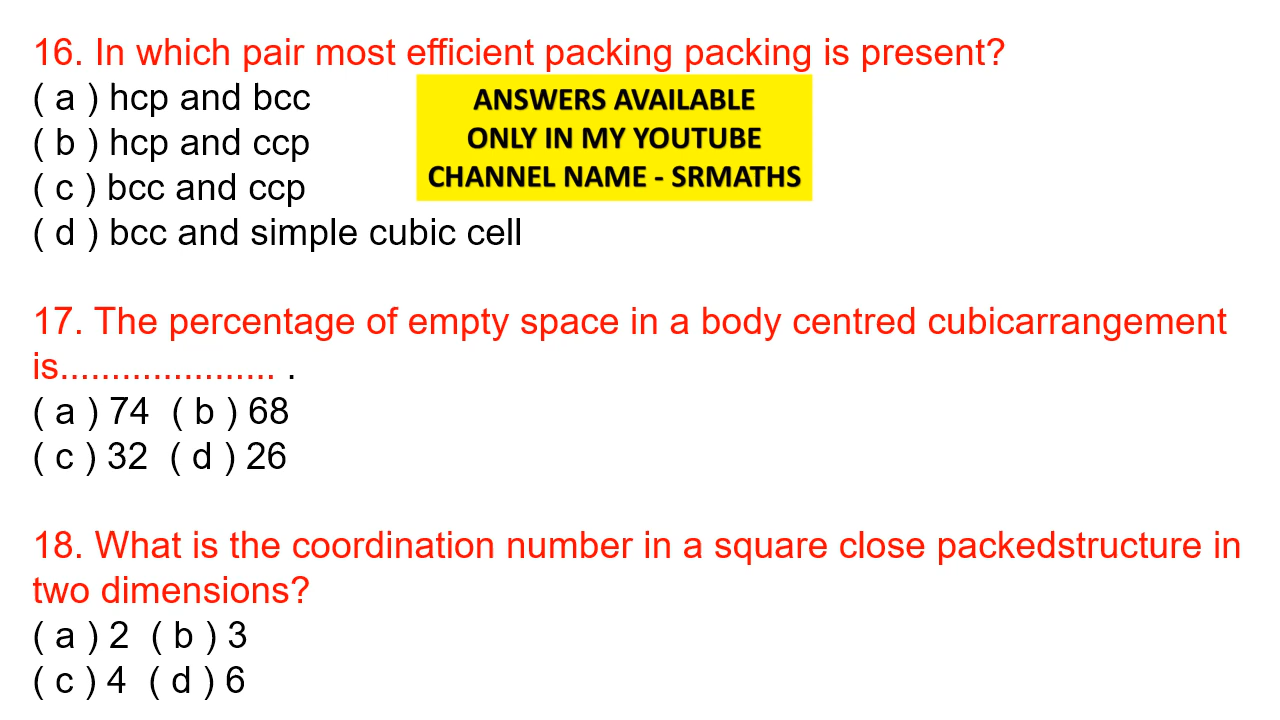 16. In which pair most efficient packing packing is present?
( a ) hcp and bcc
( b ) hcp and ccp
( c ) bcc and ccp
( d ) bcc and simple cubic cell
ANSWERS AVAILABLE
ONLY IN MY YOUTUBE
CHANNEL NAME - SRMATHS
17. The percentage of empty space in a body centred cubicarrangement
is..................... .
( a ) 74 ( b ) 68
( c ) 32 ( d ) 26
18. What is the coordination number in a square close packedstructure in
two dimensions?
( a ) 2 ( b ) 3
( c ) 4 ( d ) 6